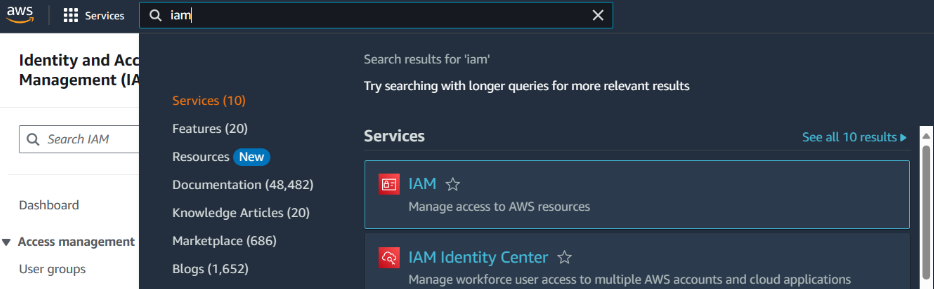 aws
Services
iam
Identity and Acc
Management (IA
Search IAM
Dashboard
Access management
User groups
Services (10)
Features (20)
Resources New
Documentation (48,482)
Knowledge Articles (20)
Marketplace (686)
Blogs (1,652)
Search results for 'iam'
Try searching with longer queries for more relevant results
Services
See all 10 results
IAM
Manage access to AWS resources
IAM Identity Center
Manage workforce user access to multiple AWS accounts and cloud applications